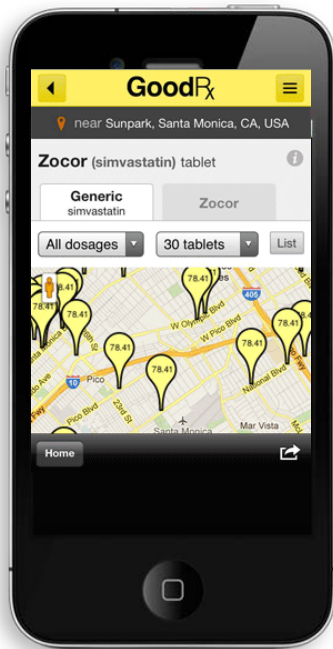 GoodRx
near Sunpark, Santa Monica, CA, USA
Zocor (simvastatin) tablet
i
Generic
simvastatin
Zocor
All dosages
30 tablets
List
78.41
78.41
78.41
78.41
405
W Olympic Blvd
W Pico Blvd
78.41
78.41
78.41
78.41
10
Pico
National Blvd
Pico Blvd
23rd St
Santa Monica
Mar Vista
Home